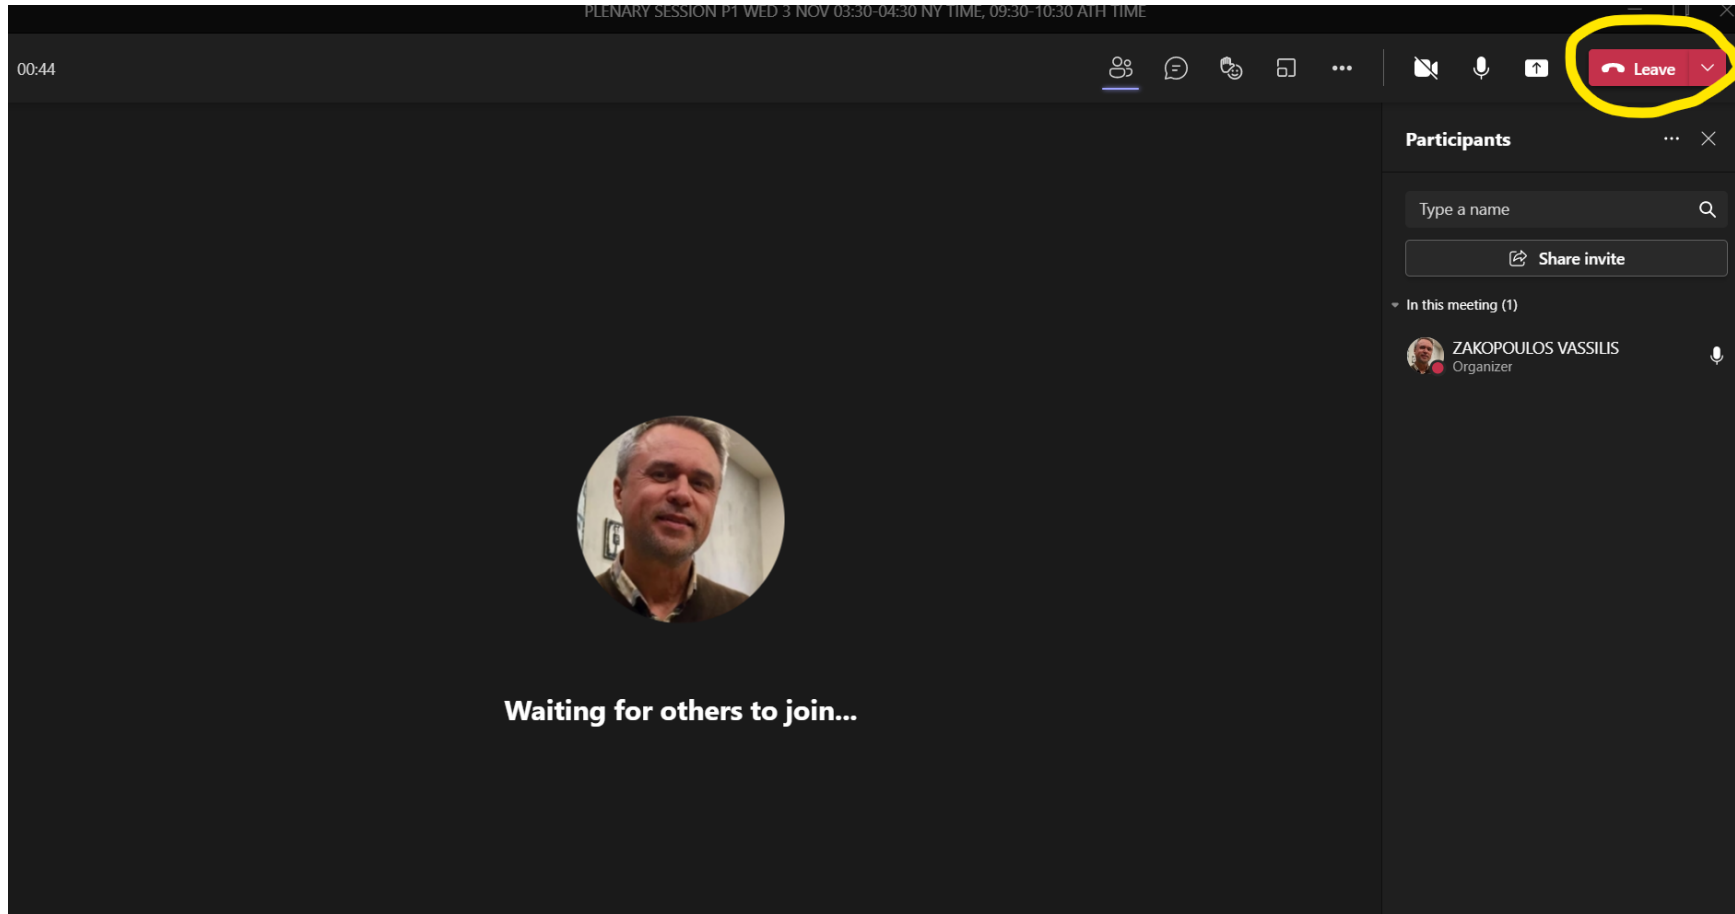 PLENARY SESSION P1 WED 3 NOV 03:30-04:30 NY TIME, 09:30-10:30 ATH TIME
00:44
Leave
Participants
Type a name
Share invite
In this meeting (1)
ZAKOPOULOS VASSILIS
Organizer
Waiting for others to join...